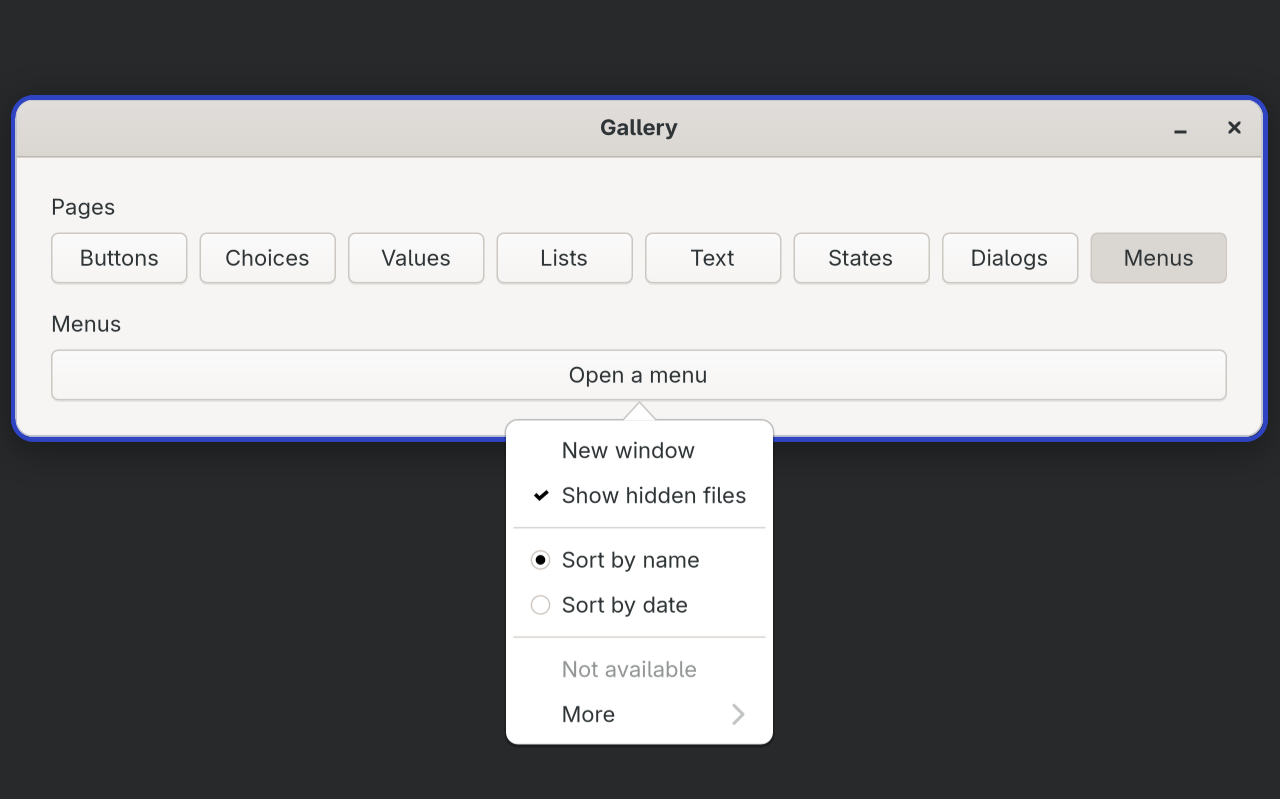 Gallery
Pages
Buttons Choices Values Lists Text States Dialogs Menus
Menus
Open a menu
New window
Show hidden files
Sort by name
Sort by date
Not available
More